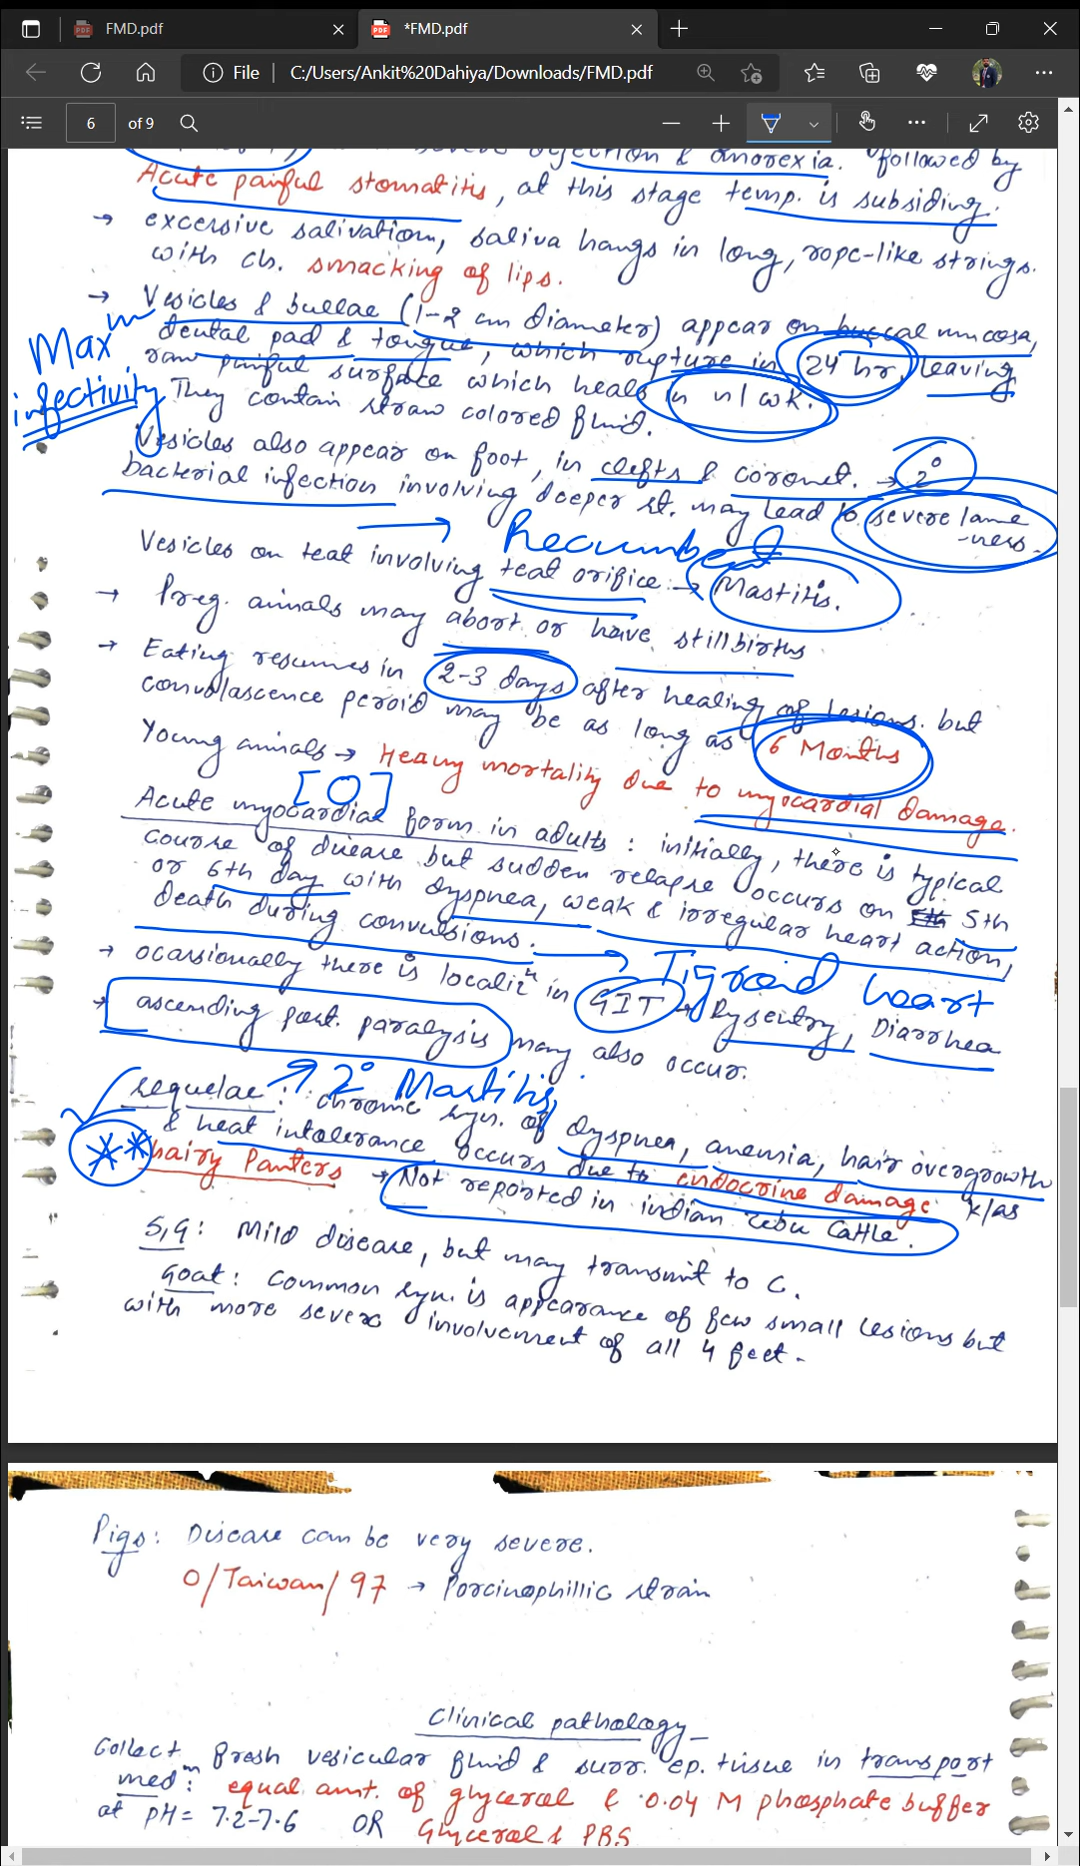 FMD.pdf
*FMD.pdf
File
C:/Users/Ankit%20Dahiya/Downloads/FMD.pdf
6 of 9
& anorexia. followed by
Acute painful stomatitis, at this stage temp. is subsiding.
→ excessive salivation, saliva hangs in long, rope-like strings.
with ch. smacking of lips.
→ Vesicles & bullae (1-2 cm diameter) appear on buccal mucosa,
dental pad & tongue, which rupture in 24 hr, leaving
raw painful surface which heals in n/wk.
They contain straw colored fluid.
Max m
infectivity
Vesicles also appear on foot, in clefts & coronet. → 2°
bacterial infection involving deeper st. may lead to severe lame
-ness.
→ Recumbent
Vesicles on teat involving teat orifice → Mastitis.
→ Preg. animals may abort or have still births
→ Eating resumes in 2-3 days after healing of lesions. but
convolascence peroid may be as long as 6 Months
Young animals → Heavy mortality due to myocardial damage.
[O]
Acute myocardial form in adults : initially, there is typical
course of disease but sudden relapse occurs on 5th
or 6th day with dyspnea, weak & irregular heart action,
death during convulsions. → Tigroid heart
→ ocassionally there is localizn in GIT → Dysentry, Diarrhea
→ ascending post. paralysis may also occur.
2° Mastitis
sequelae : chronic syn. of dyspnea, anemia, hair overgrowth
& heat intolerance occurs due to endocrine damage. k/as
** hairy Panters → Not reported in indian zebu cattle.
S,G : Mild disease, but may transmit to C.
Goat : Common syn. is appearance of few small lesions but
with more severe involvement of all 4 feet.
Pigs : Disease can be very severe.
O/Taiwan/97 → Porcinophillic strain
Clinical pathology
Collect fresh vesicular fluid & surr. ep. tissue in transport
med:m equal amt. of glycerol & 0.04 M phosphate buffer
at pH = 7.2-7.6 OR Glycerol & PBS